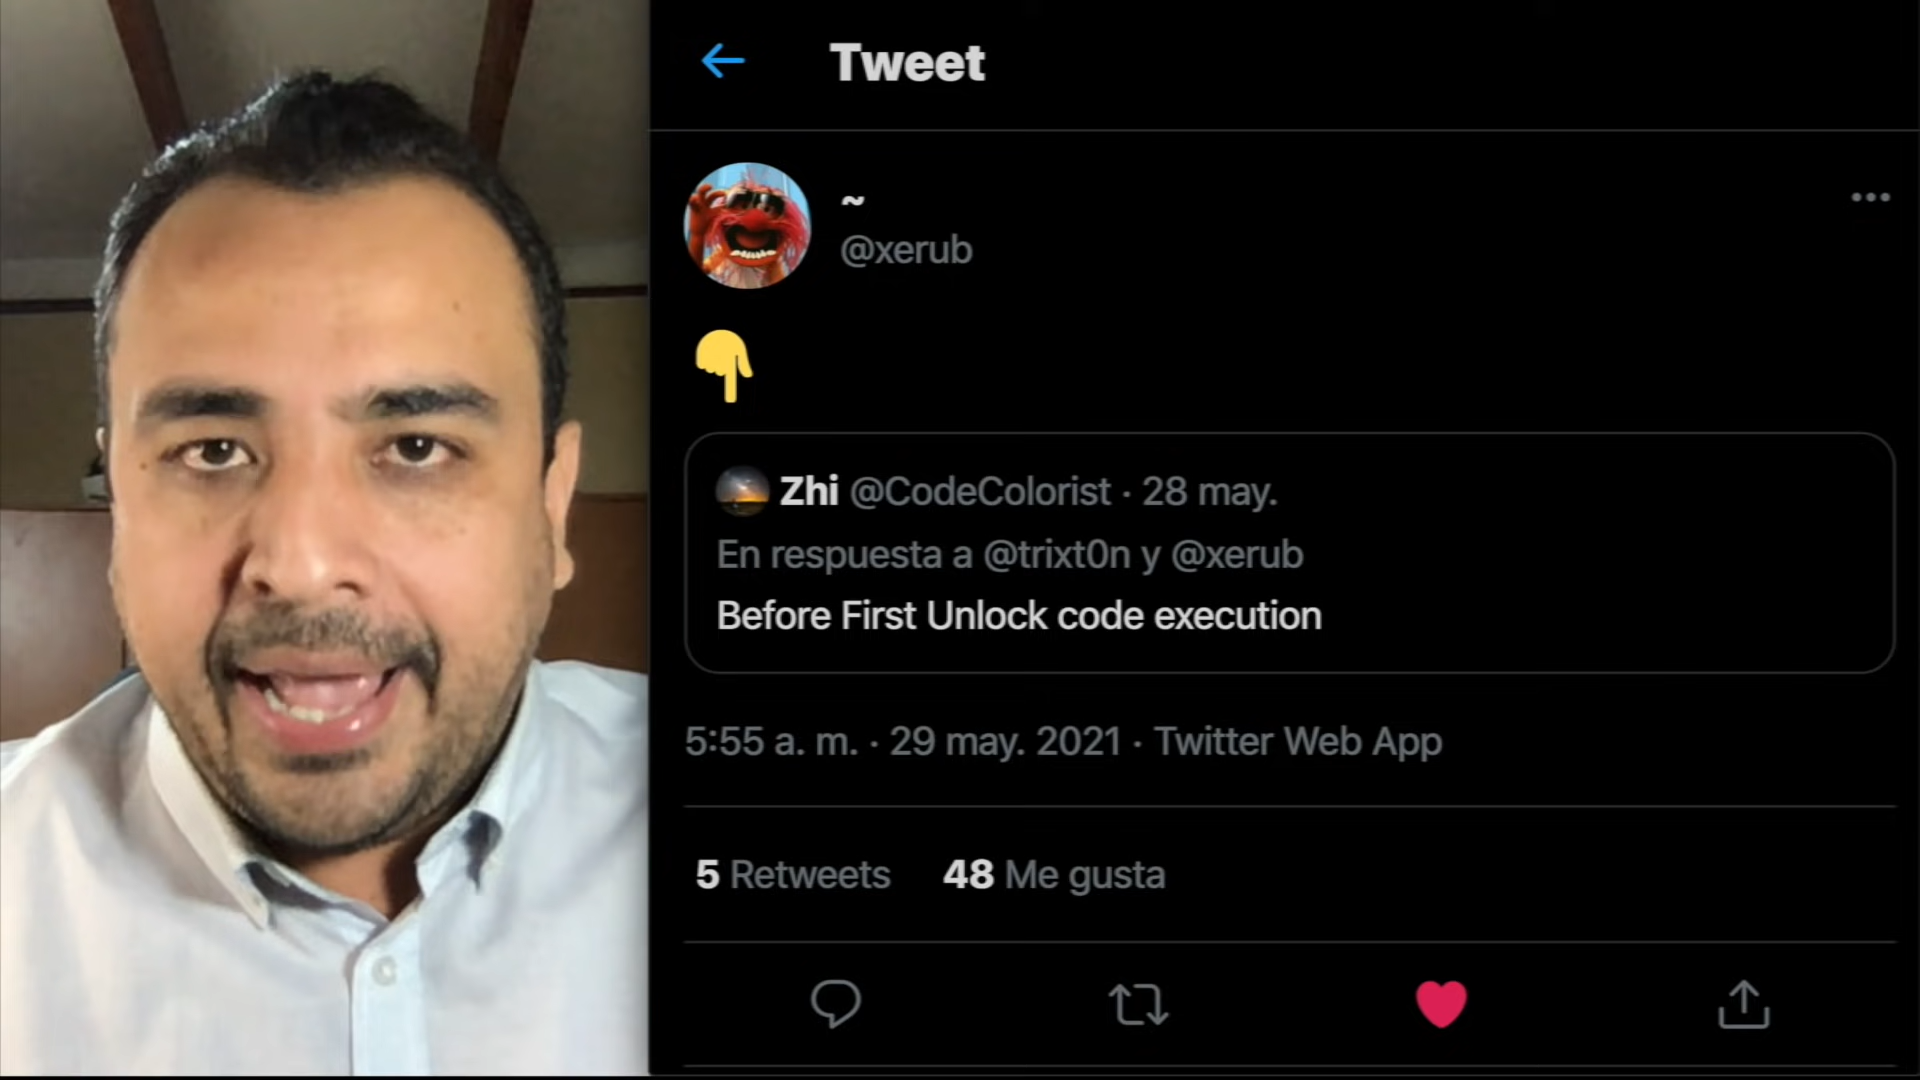 Tweet
~
@xerub
👇
Zhi @CodeColorist · 28 may.
En respuesta a @trixt0n y @xerub
Before First Unlock code execution
5:55 a. m. · 29 may. 2021 · Twitter Web App
5 Retweets 48 Me gusta